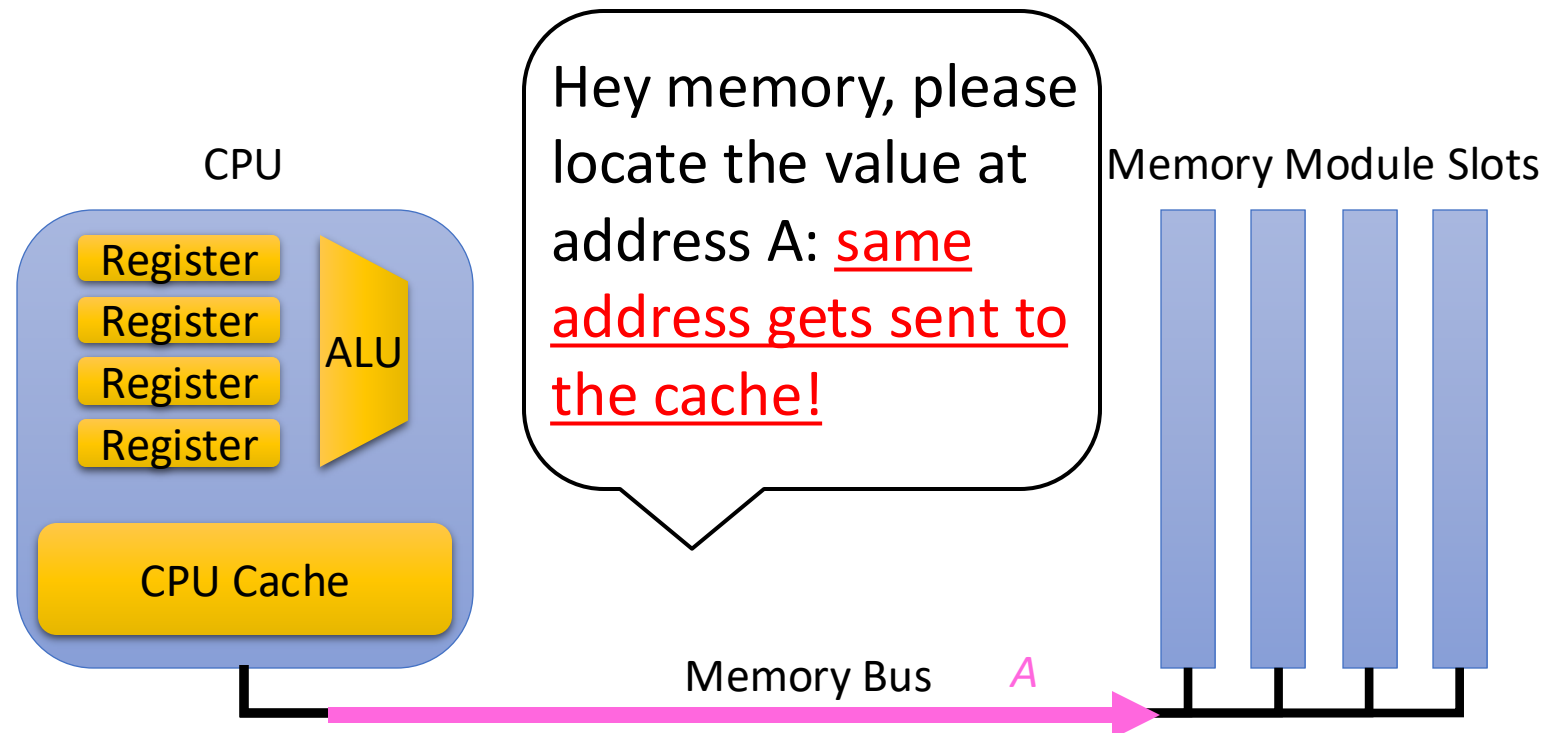 CPU
Register
Register
Register
Register
ALU
CPU Cache
Hey memory, please
locate the value at
address A: same
address gets sent to
the cache!
Memory Module Slots
Memory Bus
A